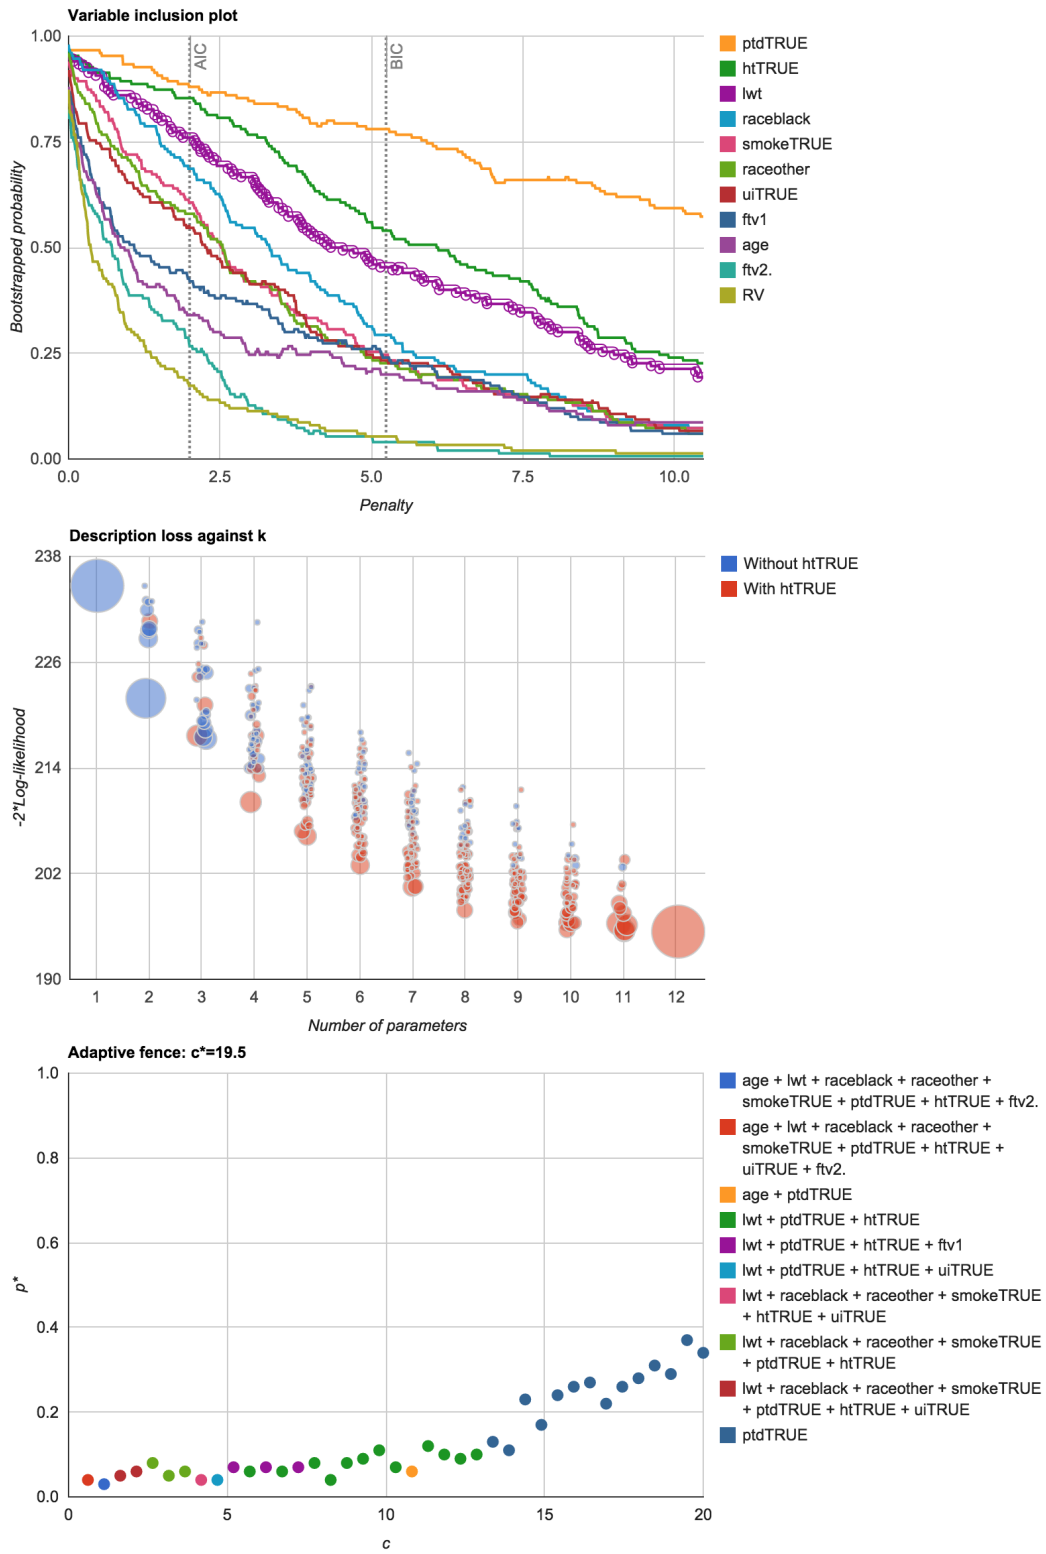 Variable inclusion plot
1.00
0.75
0.50
0.25
0.00
Bootstrapped probability
AIC
BIC
0.0
2.5
5.0
7.5
10.0
Penalty
ptdTRUE
htTRUE
lwt
raceblack
smokeTRUE
raceother
uiTRUE
ftv1
age
ftv2.
RV
Description loss against k
238
226
214
202
190
-2*Log-likelihood
1
2
3
4
5
6
7
8
9
10
11
12
Number of parameters
Without htTRUE
With htTRUE
Adaptive fence: c*=19.5
1.0
0.8
0.6
0.4
0.2
0.0
p*
0
5
10
15
20
c
age + lwt + raceblack + raceother +
smokeTRUE + ptdTRUE + htTRUE + ftv2.
age + lwt + raceblack + raceother +
smokeTRUE + ptdTRUE + htTRUE +
uiTRUE + ftv2.
age + ptdTRUE
lwt + ptdTRUE + htTRUE
lwt + ptdTRUE + htTRUE + ftv1
lwt + ptdTRUE + htTRUE + uiTRUE
lwt + raceblack + raceother + smokeTRUE
+ htTRUE + uiTRUE
lwt + raceblack + raceother + smokeTRUE
+ ptdTRUE + htTRUE
lwt + raceblack + raceother + smokeTRUE
+ ptdTRUE + htTRUE + uiTRUE
ptdTRUE